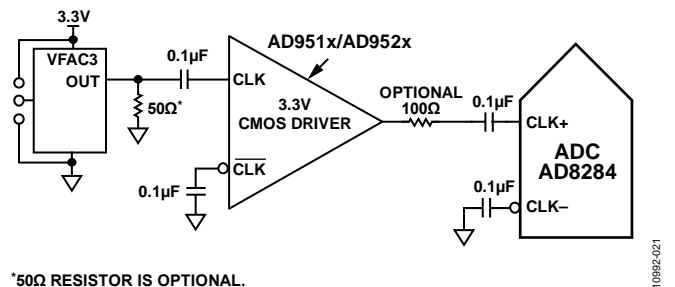 3.3V
VFAC3
OUT
50Ω*
0.1µF
AD951x/AD952x
CLK
3.3V
CMOS DRIVER
CLK
0.1µF
OPTIONAL
100Ω
0.1µF
CLK+
ADC
AD8284
0.1µF
CLK–
*50Ω RESISTOR IS OPTIONAL.
10992-021